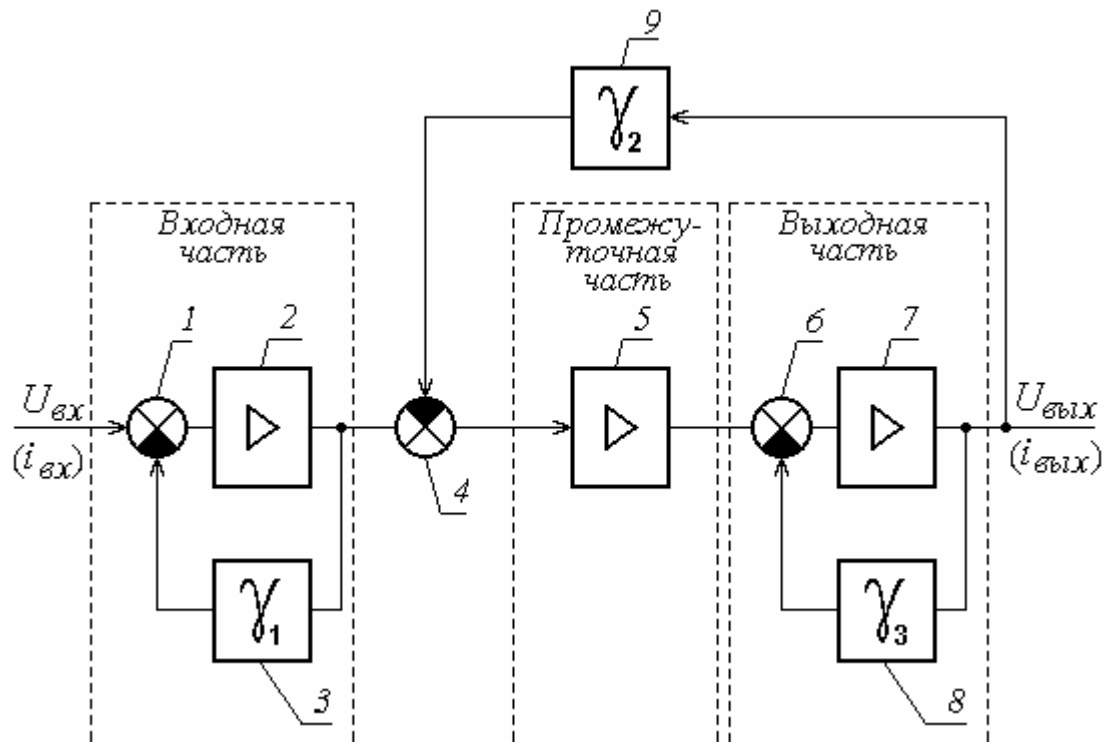 9
γ2
Входная
часть
Промежу-
точная
часть
Выходная
часть
1
2
5
6
7
Uвх
(iвх)
Uвых
(iвых)
4
γ1
γ3
3
8